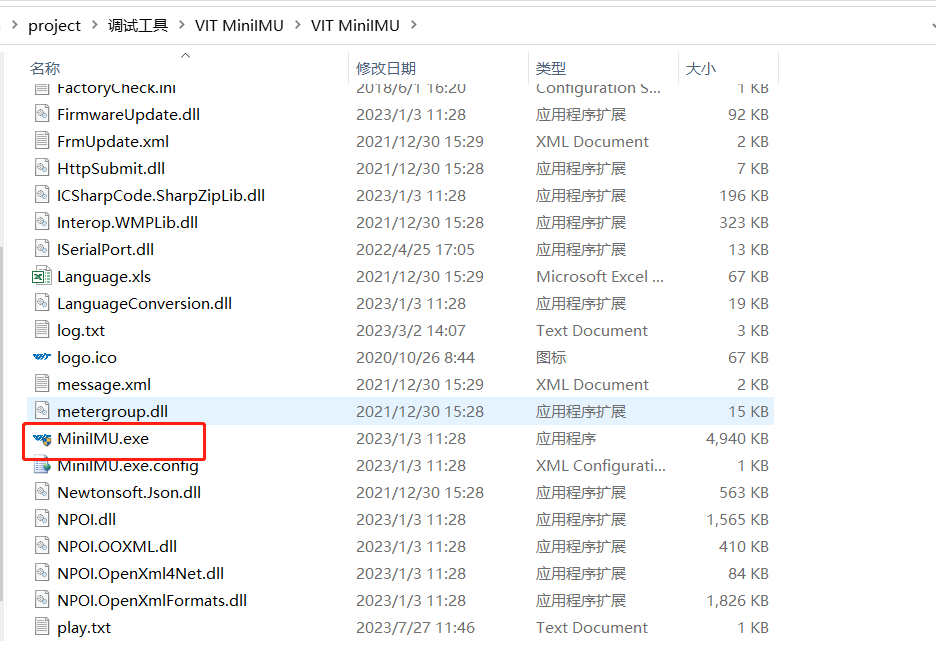 project > 调试工具 > VIT MiniIMU > VIT MiniIMU >
名称 修改日期 类型 大小
FactoryCheck.ini 2018/6/1 16:20 Configuration S... 1 KB
FirmwareUpdate.dll 2023/1/3 11:28 应用程序扩展 92 KB
FrmUpdate.xml 2021/12/30 15:29 XML Document 2 KB
HttpSubmit.dll 2021/12/30 15:28 应用程序扩展 7 KB
ICSharpCode.SharpZipLib.dll 2023/1/3 11:28 应用程序扩展 196 KB
Interop.WMPLib.dll 2021/12/30 15:28 应用程序扩展 323 KB
ISerialPort.dll 2022/4/25 17:05 应用程序扩展 13 KB
Language.xls 2021/12/30 15:29 Microsoft Excel ... 67 KB
LanguageConversion.dll 2023/1/3 11:28 应用程序扩展 19 KB
log.txt 2023/3/2 14:07 Text Document 3 KB
logo.ico 2020/10/26 8:44 图标 67 KB
message.xml 2021/12/30 15:29 XML Document 2 KB
metergroup.dll 2021/12/30 15:28 应用程序扩展 15 KB
MiniIMU.exe 2023/1/3 11:28 应用程序 4,940 KB
MiniIMU.exe.config 2023/1/3 11:28 XML Configurati... 1 KB
Newtonsoft.Json.dll 2021/12/30 15:28 应用程序扩展 563 KB
NPOI.dll 2023/1/3 11:28 应用程序扩展 1,565 KB
NPOI.OOXML.dll 2023/1/3 11:28 应用程序扩展 410 KB
NPOI.OpenXml4Net.dll 2023/1/3 11:28 应用程序扩展 84 KB
NPOI.OpenXmlFormats.dll 2023/1/3 11:28 应用程序扩展 1,826 KB
play.txt 2023/7/27 11:46 Text Document 1 KB